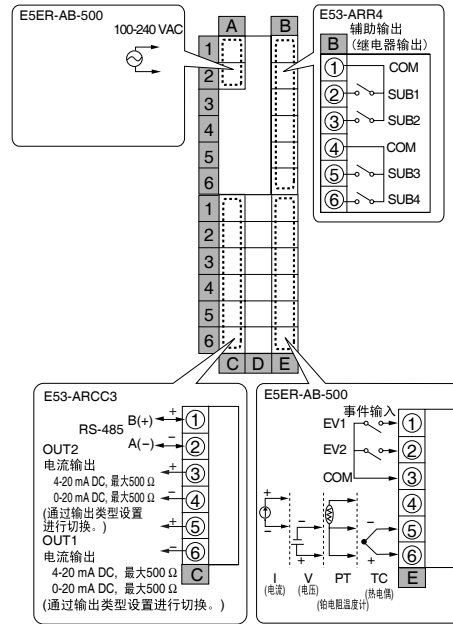 E5ER-AB-500
100-240 VAC
A
B
1
2
3
4
5
6
1
2
3
4
5
6
C D E
E53-ARR4
辅助输出
(继电器输出)
B
① COM
② SUB1
③ SUB2
④ COM
⑤ SUB3
⑥ SUB4
E53-ARCC3
RS-485
B(+) + ①
A(−) − ②
OUT2
电流输出
4-20 mA DC, 最大500 Ω
0-20 mA DC, 最大500 Ω
(通过输出类型设置
进行切换。)
+ ③
− ④
+ ⑤
− ⑥
OUT1
电流输出
4-20 mA DC, 最大500 Ω
0-20 mA DC, 最大500 Ω
(通过输出类型设置进行切换。)
C
E5ER-AB-500
事件输入
EV1 ①
EV2 ②
COM ③
④
⑤
⑥
E
+ − − + − +
I V PT TC
(电流) (电压) (热电偶)
(铂电阻温度计)